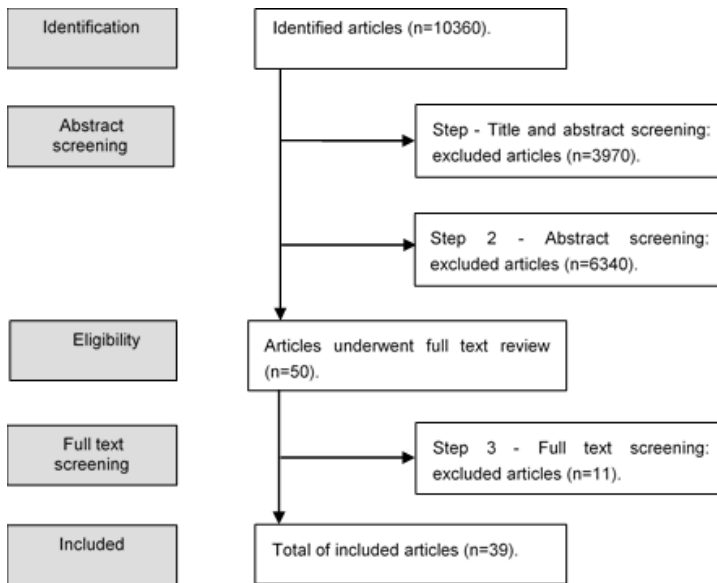 Identification
Identified articles (n=10360).
Abstract
screening
Step - Title and abstract screening:
excluded articles (n=3970).
Step 2 - Abstract screening:
excluded articles (n=6340).
Eligibility
Articles underwent full text review
(n=50).
Full text
screening
Step 3 - Full text screening:
excluded articles (n=11).
Included
Total of included articles (n=39).